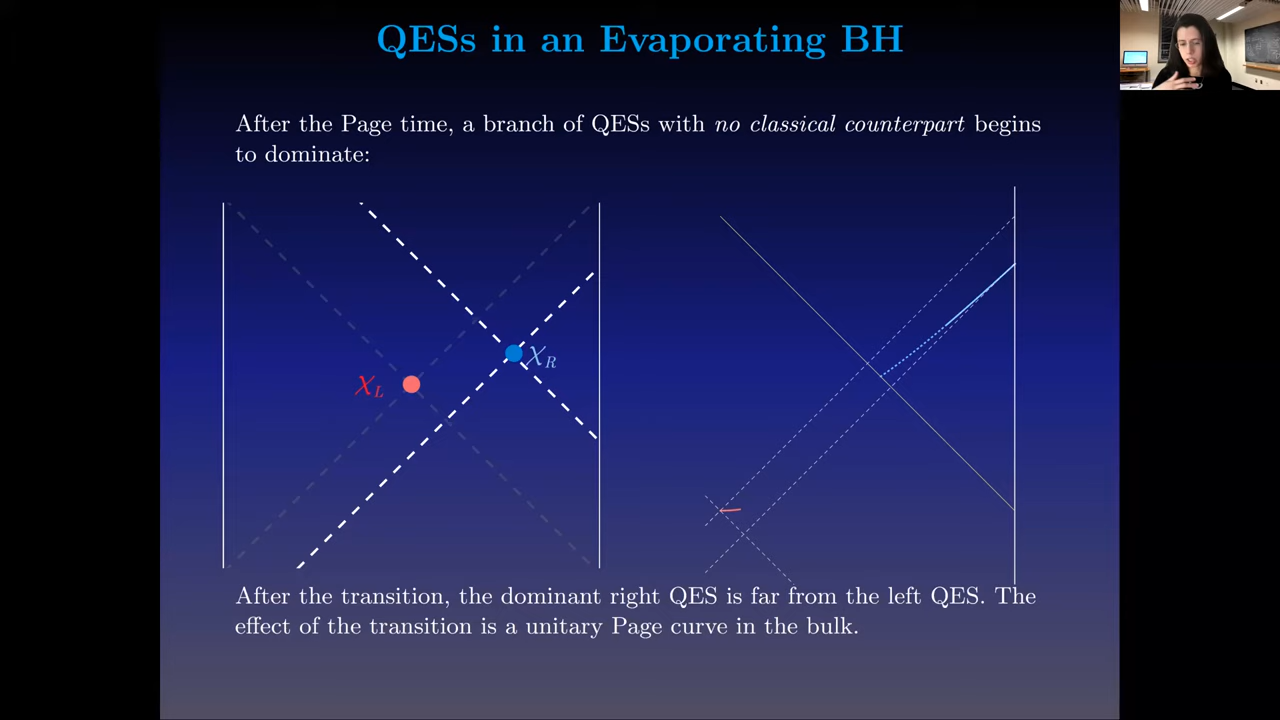 QESs in an Evaporating BH
After the Page time, a branch of QESs with no classical counterpart begins
to dominate:
χL
χR
After the transition, the dominant right QES is far from the left QES. The
effect of the transition is a unitary Page curve in the bulk.